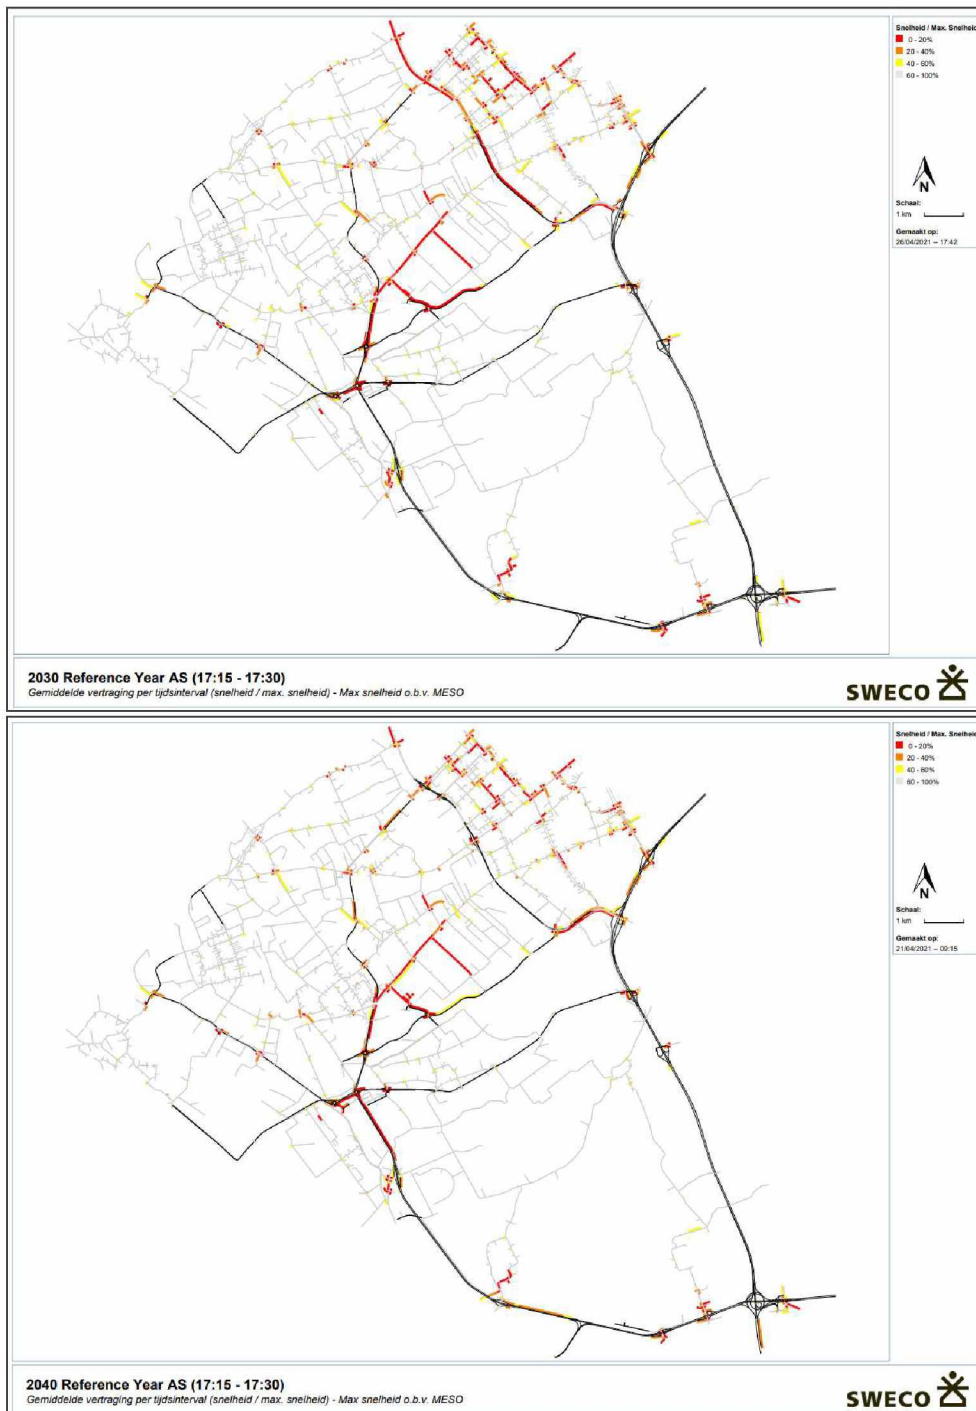 Snelheid / Max. Snelheid
0 - 20%
20 - 40%
40 - 60%
60 - 100%
N
Schaal:
1 km
Gemaakt op:
26/04/2021 – 17:42
2030 Reference Year AS (17:15 - 17:30)
Gemiddelde vertraging per tijdsinterval (snelheid / max. snelheid) - Max snelheid o.b.v. MESO
SWECO
Snelheid / Max. Snelheid
0 - 20%
20 - 40%
40 - 60%
60 - 100%
N
Schaal:
1 km
Gemaakt op:
21/04/2021 – 09:15
2040 Reference Year AS (17:15 - 17:30)
Gemiddelde vertraging per tijdsinterval (snelheid / max. snelheid) - Max snelheid o.b.v. MESO
SWECO